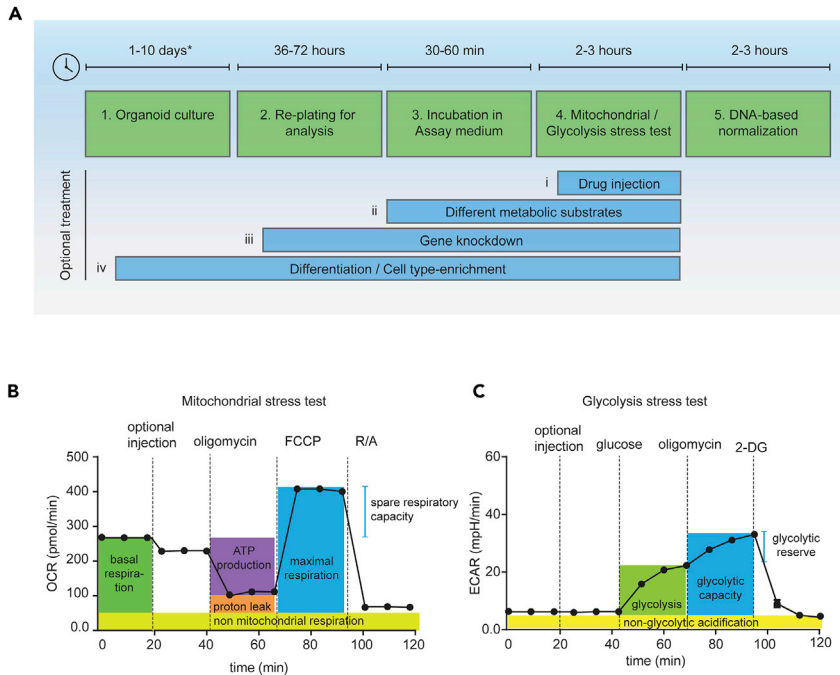 A
1-10 days*
36-72 hours
30-60 min
2-3 hours
2-3 hours
1. Organoid culture
2. Re-plating for
analysis
3. Incubation in
Assay medium
4. Mitochondrial /
Glycolysis stress test
5. DNA-based
normalization
Optional treatment
i
Drug injection
ii
Different metabolic substrates
iii
Gene knockdown
iv
Differentiation / Cell type-enrichment
B
Mitochondrial stress test
optional
injection
oligomycin
FCCP
R/A
OCR (pmol/min)
500
400
300
200
100
0.0
basal
respira-
tion
ATP
production
proton leak
maximal
respiration
non mitochondrial respiration
spare respiratory
capacity
0
20
40
60
80
100
120
time (min)
C
Glycolysis stress test
optional
injection
glucose
oligomycin
2-DG
ECAR (mpH/min)
60
40
20
0.0
glycolysis
glycolytic
capacity
non-glycolytic acidification
glycolytic
reserve
0
20
40
60
80
100
120
time (min)